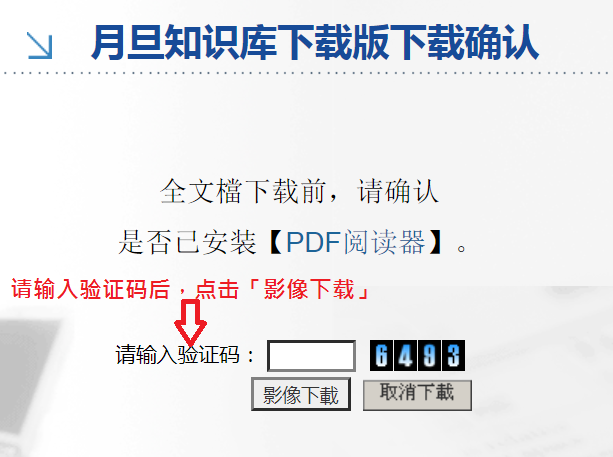 月旦知识库下载版下载确认
全文檔下载前，请确认
是否已安装【PDF阅读器】。
请输入验证码后，点击「影像下载」
请输入验证码： 6493
影像下載 取消下載